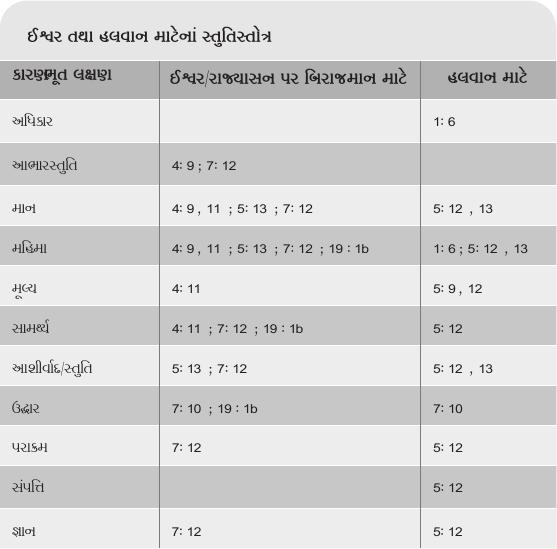 ઈશ્વર તથા હલવાન માટેનાં સ્તુતિસ્તોત્ર
કારણભૂત લક્ષણ ઈશ્વર/રાજ્યાસન પર બિરાજમાન માટે હલવાન માટે
અધિકાર 1: 6
આભારસ્તુતિ 4: 9 ; 7: 12
માન 4: 9 , 11 ; 5: 13 ; 7: 12 5: 12 , 13
મહિમા 4: 9 , 11 ; 5: 13 ; 7: 12 ; 19 : 1b 1: 6 ; 5: 12 , 13
મૂલ્ય 4: 11 5: 9 , 12
સામર્થ્ય 4: 11 ; 7: 12 ; 19 : 1b 5: 12
આશીર્વાદ/સ્તુતિ 5: 13 ; 7: 12 5: 12 , 13
ઉદ્ધાર 7: 10 ; 19 : 1b 7: 10
પરાક્રમ 7: 12 5: 12
સંપત્તિ 5: 12
જ્ઞાન 7: 12 5: 12